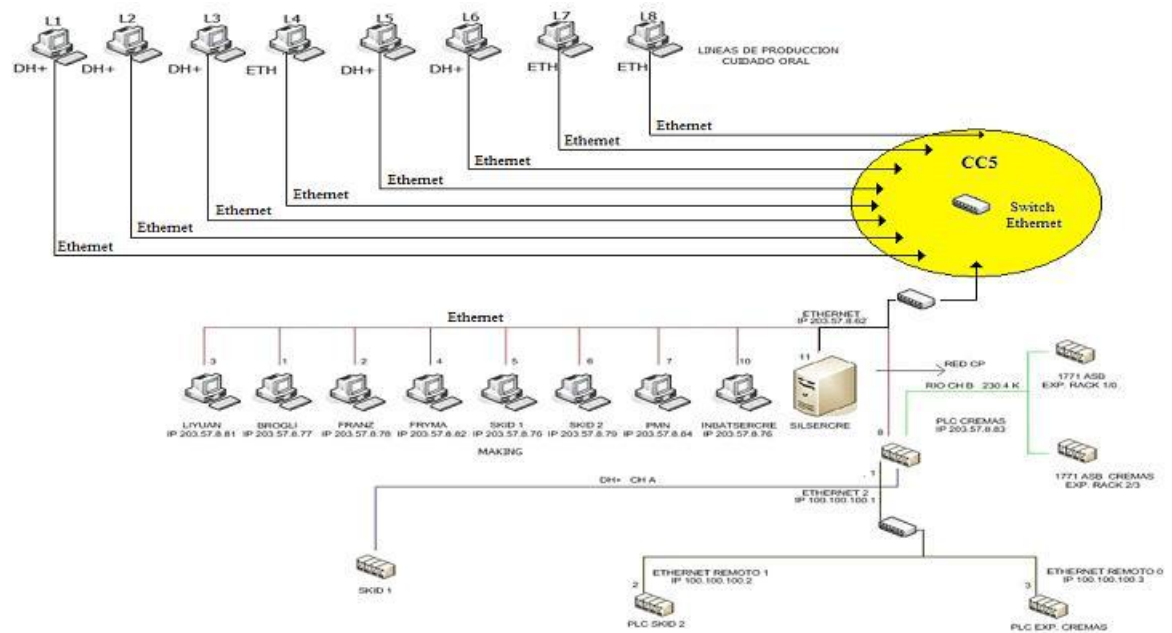 L1 L2 L3 L4 L5 L6 L7 L8
LINEAS DE PRODUCCION
CUIDADO ORAL
DH+ DH+ DH+ ETH DH+ DH+ ETH ETH
Ethernet
Ethernet
Ethernet
Ethernet
Ethernet
Ethernet
Ethernet
Ethernet
CC5
Switch
Ethernet
Ethernet
ETHERNET
IP 203.57.8.62
3 1 2 4 5 6 7 10 11
RED CP
RIO CH B 230.4 K
1771 ASB
EXP. RACK 1/0
LIYUAN BROGLI FRANZ FRYMA SKID 1 SKID 2 PMN INBATSERCRE SILSERCRE
IP 203.57.8.81 IP 203.57.8.77 IP 203.57.8.78 IP 203.57.8.82 IP 203.57.8.76 IP 203.57.8.79 IP 203.57.8.84 IP 203.57.8.76
MAKING
PLC CREMAS
IP 203.57.8.83
8
1771 ASB CREMAS
EXP. RACK 2/3
DH+ CH A
1
ETHERNET 2
IP 100.100.100.1
SKID 1
ETHERNET REMOTO 1
IP 100.100.100.2
2
PLC SKID 2
ETHERNET REMOTO 0
IP 100.100.100.3
3
PLC EXP. CREMAS